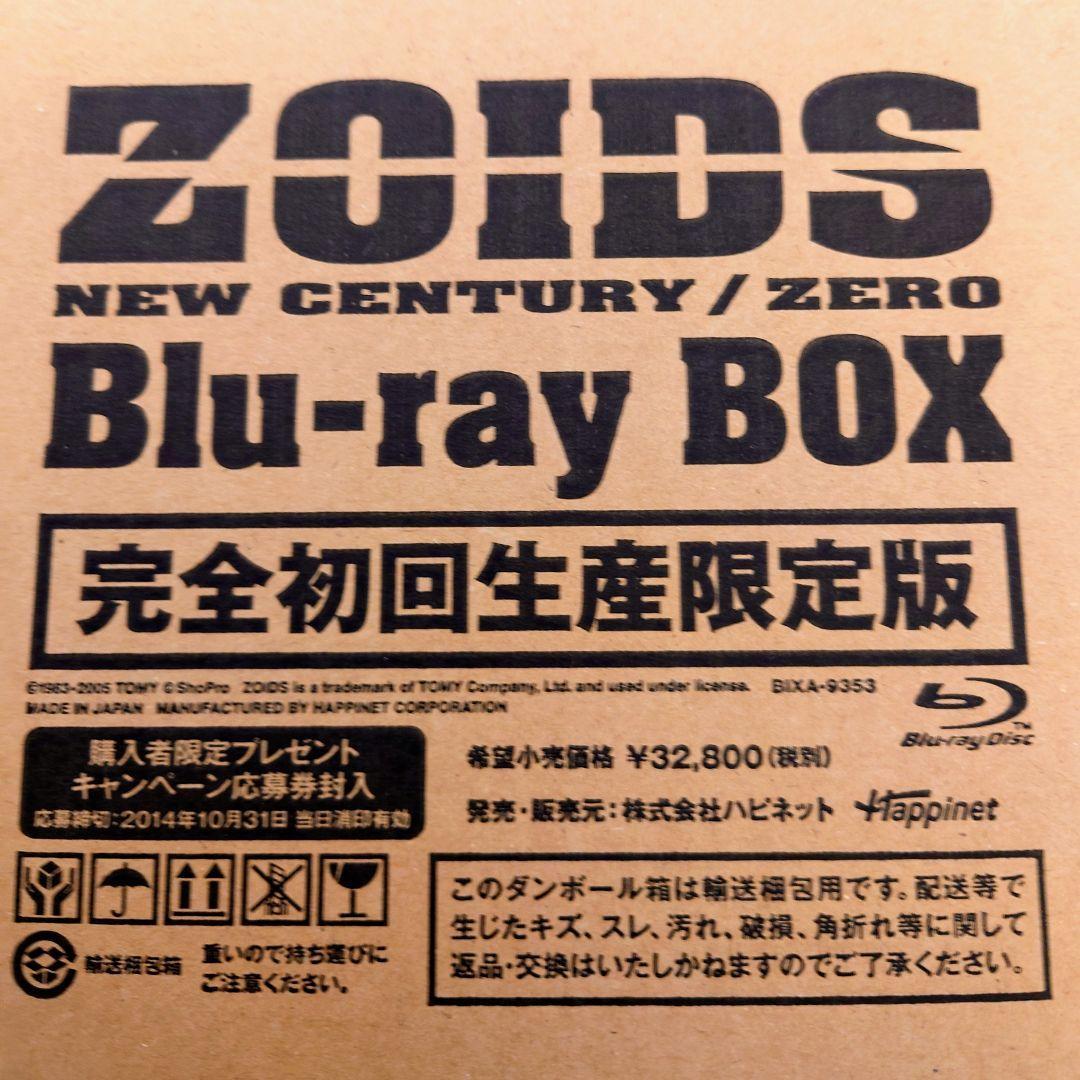 ZOIDS
NEW CENTURY / ZERO
Blu-ray BOX
完全初回生産限定版
©1983-2005 TOMY © ShoPro ZOIDS is a trademark of TOMY Company, Ltd. and used under license. BIXA-9353
MADE IN JAPAN MANUFACTURED BY HAPPINET CORPORATION
Blu-ray Disc™
購入者限定プレゼント
キャンペーン応募券封入
応募締切：2014年10月31日 当日消印有効
希望小売価格 ¥32,800（税別）
発売・販売元：株式会社ハピネット Happinet
輸送梱包箱
重いので持ち運びに
ご注意ください。
このダンボール箱は輸送梱包用です。配送等で
生じたキズ、スレ、汚れ、破損、角折れ等に関して
返品・交換はいたしかねますのでご了承ください。